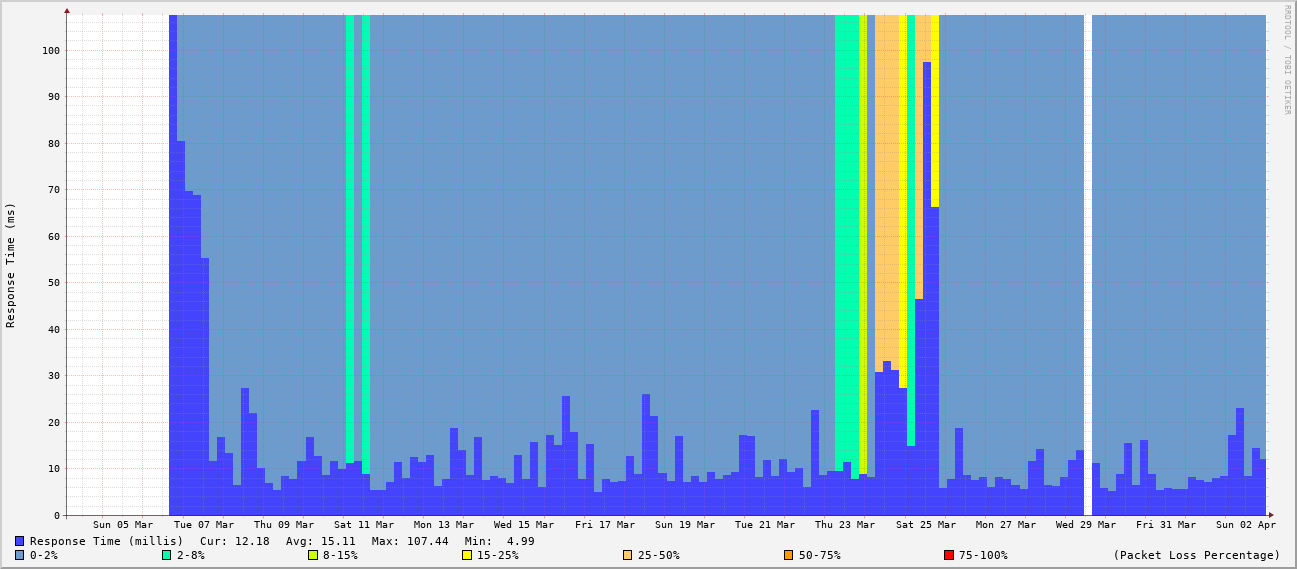 RRDTOOL / TOBI OETIKER
Response Time (ms)
100
90
80
70
60
50
40
30
20
10
0
Sun 05 Mar Tue 07 Mar Thu 09 Mar Sat 11 Mar Mon 13 Mar Wed 15 Mar Fri 17 Mar Sun 19 Mar Tue 21 Mar Thu 23 Mar Sat 25 Mar Mon 27 Mar Wed 29 Mar Fri 31 Mar Sun 02 Apr
Response Time (millis) Cur: 12.18 Avg: 15.11 Max: 107.44 Min: 4.99
0-2% 2-8% 8-15% 15-25% 25-50% 50-75% 75-100% (Packet Loss Percentage)